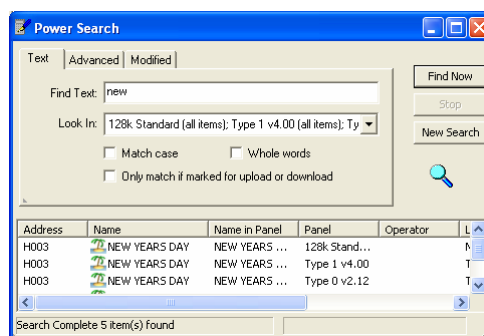 Power Search
Text Advanced Modified
Find Text: new
Look In: 128k Standard (all items); Type 1 v4.00 (all items); Ty
Match case Whole words
Only match if marked for upload or download
Find Now
Stop
New Search
Address Name Name in Panel Panel Operator L
H003 NEW YEARS DAY NEW YEARS ... 128k Stand... N
H003 NEW YEARS DAY NEW YEARS ... Type 1 v4.00 T
H003 NEW YEARS DAY NEW YEARS ... Type 0 v2.12 T
Search Complete 5 item(s) found